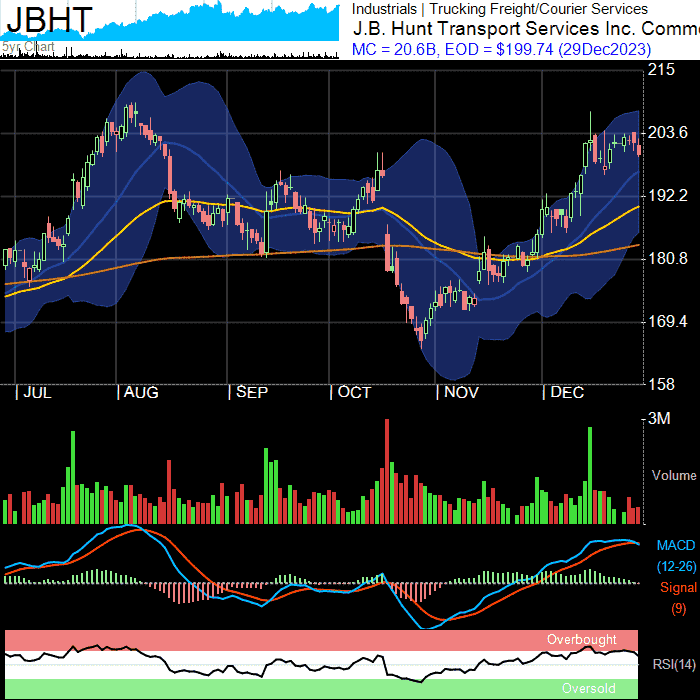 JBHT
5yr Chart
Industrials | Trucking Freight/Courier Services
J.B. Hunt Transport Services Inc. Comm
MC = 20.6B, EOD = $199.74 (29Dec2023)
215
203.6
192.2
180.8
169.4
158
| JUL | AUG | SEP | OCT | NOV | DEC
3M
Volume
MACD
(12-26)
Signal
(9)
Overbought
RSI(14)
Oversold